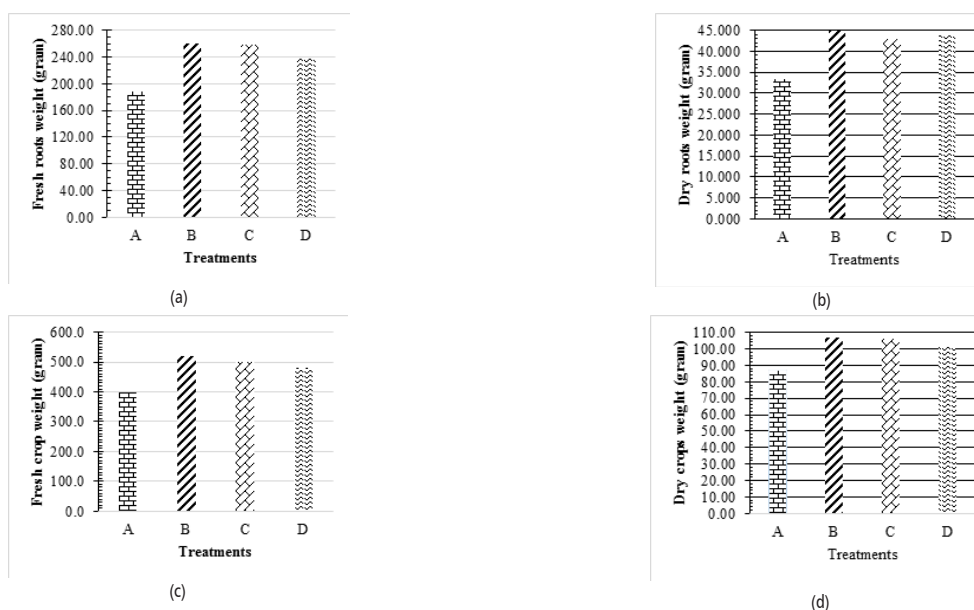 Fresh roots weight (gram)
280.00
240.00
200.00
160.00
120.00
80.00
40.00
0.00
A B C D
Treatments
(a)
Dry roots weight (gram)
45.000
40.000
35.000
30.000
25.000
20.000
15.000
10.000
5.000
0.000
A B C D
Treatments
(b)
Fresh crop weight (gram)
600.0
500.0
400.0
300.0
200.0
100.0
0.0
A B C D
Treatments
(c)
Dry crops weight (gram)
110.00
100.00
90.00
80.00
70.00
60.00
50.00
40.00
30.00
20.00
10.00
0.00
A B C D
Treatments
(d)